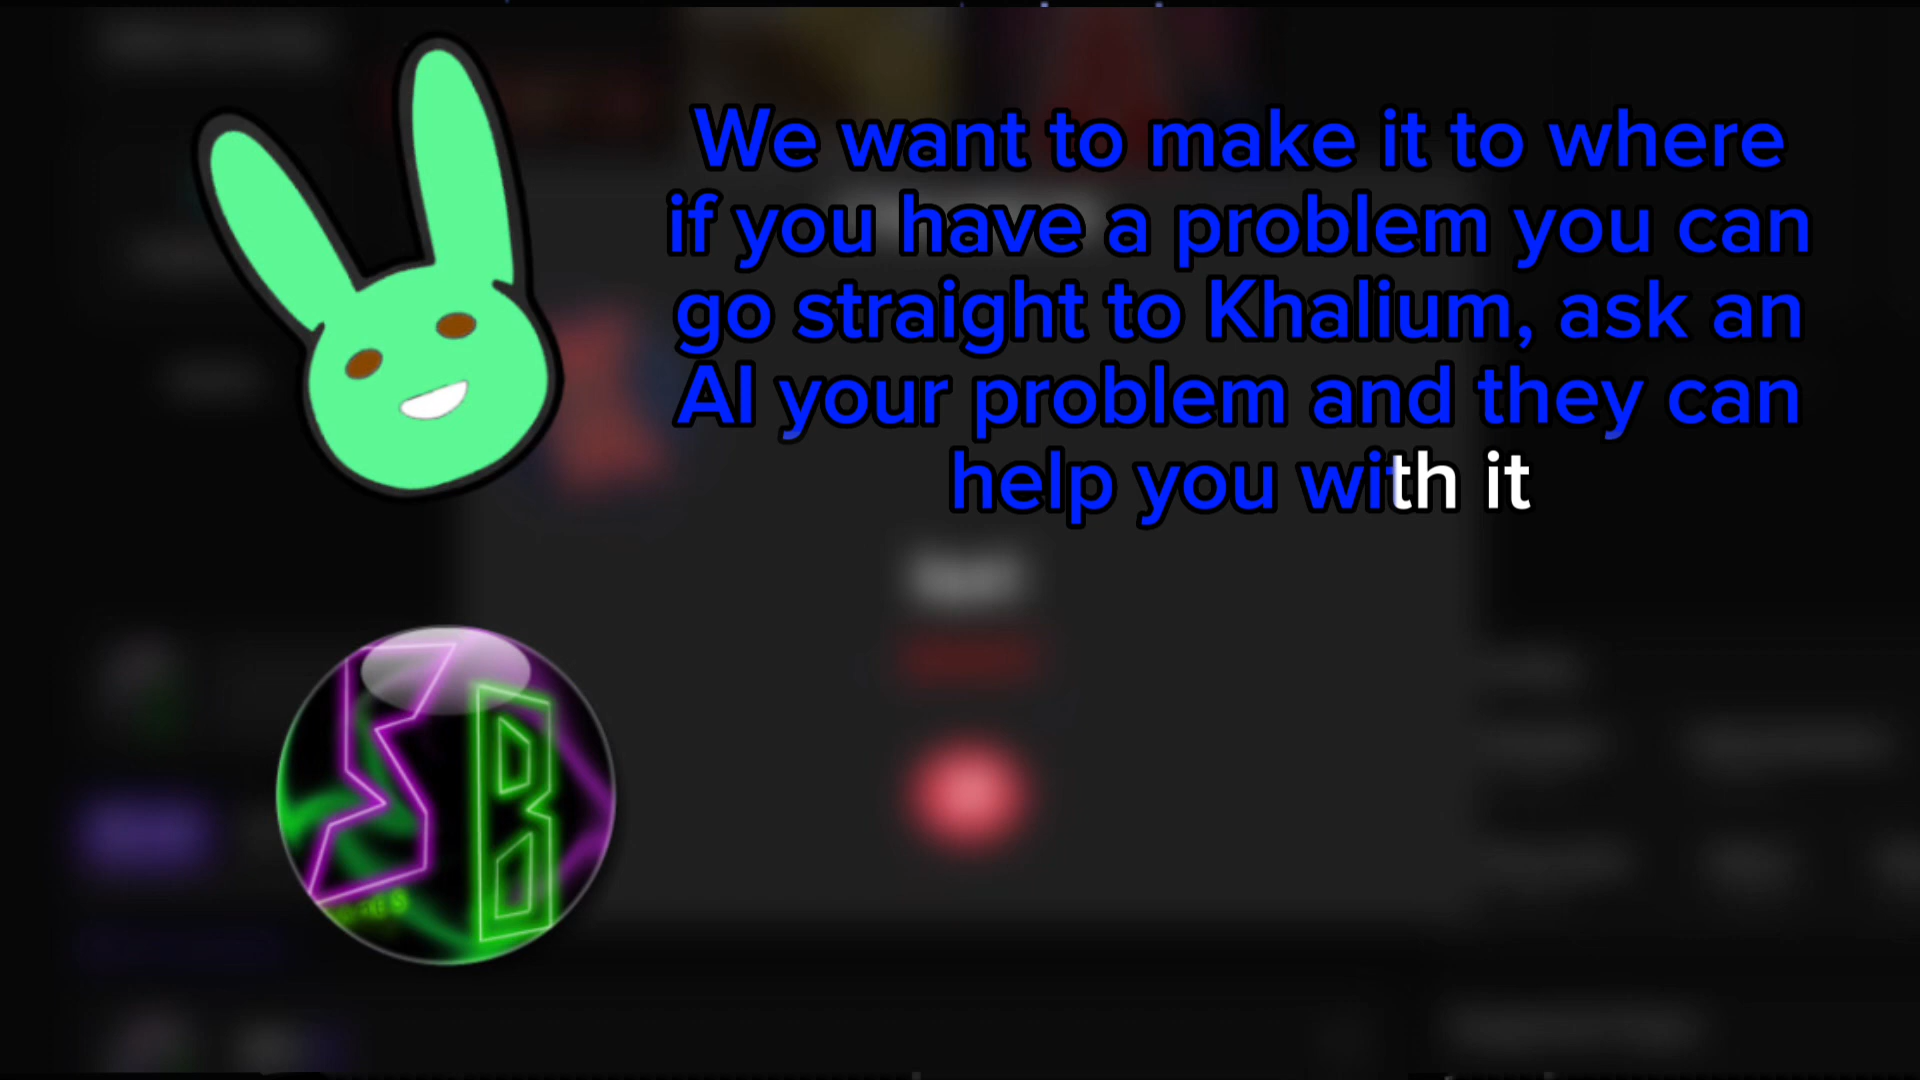 We want to make it to where
if you have a problem you can
go straight to Khalium, ask an
AI your problem and they can
help you with it
SB